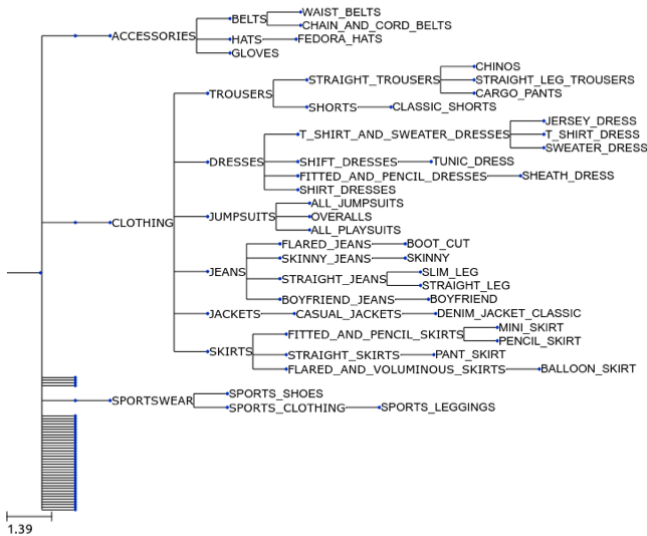 WAIST_BELTS
BELTS
CHAIN_AND_CORD_BELTS
ACCESSORIES
HATS FEDORA_HATS
GLOVES
CHINOS
STRAIGHT_TROUSERS STRAIGHT_LEG_TROUSERS
TROUSERS
CARGO_PANTS
SHORTS CLASSIC_SHORTS
JERSEY_DRESS
T_SHIRT_AND_SWEATER_DRESSES T_SHIRT_DRESS
SWEATER_DRESS
DRESSES
SHIFT_DRESSES TUNIC_DRESS
FITTED_AND_PENCIL_DRESSES SHEATH_DRESS
SHIRT_DRESSES
ALL_JUMPSUITS
JUMPSUITS OVERALLS
CLOTHING
ALL_PLAYSUITS
FLARED_JEANS BOOT_CUT
SKINNY_JEANS SKINNY
JEANS
SLIM_LEG
STRAIGHT_JEANS
STRAIGHT_LEG
BOYFRIEND_JEANS BOYFRIEND
JACKETS CASUAL_JACKETS DENIM_JACKET_CLASSIC
MINI_SKIRT
FITTED_AND_PENCIL_SKIRTS
PENCIL_SKIRT
SKIRTS
STRAIGHT_SKIRTS PANT_SKIRT
FLARED_AND_VOLUMINOUS_SKIRTS BALLOON_SKIRT
SPORTS_SHOES
SPORTSWEAR
SPORTS_CLOTHING SPORTS_LEGGINGS
1.39